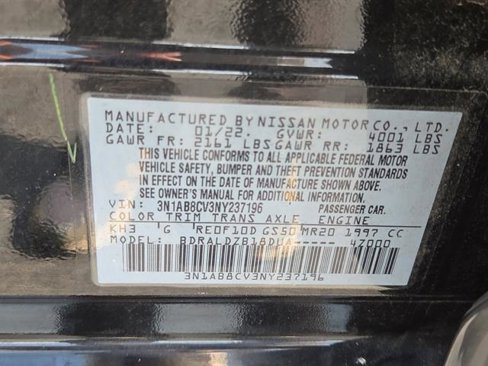 MANUFACTURED BY NISSAN MOTOR CO., LTD.
DATE: 01/22. GVWR: 4001 LBS
GAWR FR: 2161 LBS GAWR RR: 1863 LBS
THIS VEHICLE CONFORMS TO ALL APPLICABLE FEDERAL MOTOR
VEHICLE SAFETY, BUMPER AND THEFT PREVENTION STANDARDS
IN EFFECT ON THE DATE OF MANUFACTURE SHOWN ABOVE.
SEE OWNER'S MANUAL FOR ADDITIONAL INFORMATION.
VIN: 3N1AB8CV3NY237196 PASSENGER CAR.
COLOR TRIM TRANS AXLE ENGINE
KH3 G RE0F10D GS50 MR20 1997 CC
MODEL: BDRALDZB18DUA----- 47000
3N1AB8CV3NY237196